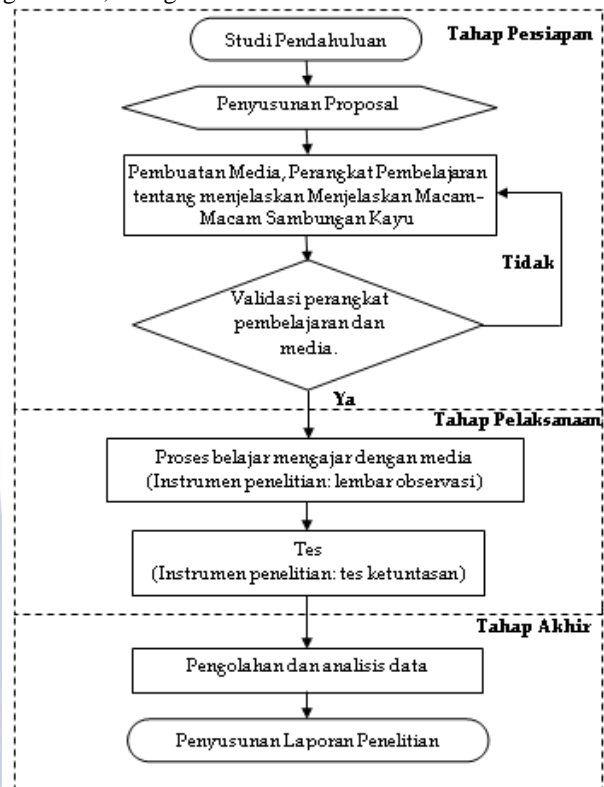 Tahap Persiapan
Studi Pendahuluan
Penyusunan Proposal
Pembuatan Media, Perangkat Pembelajaran
tentang menjelaskan Menjelaskan Macam-
Macam Sambungan Kayu
Tidak
Validasi perangkat
pembelajaran dan
media.
Ya
Tahap Pelaksanaan
Proses belajar mengajar dengan media
(Instrumen penelitian: lembar observasi)
Tes
(Instrumen penelitian: tes ketuntasan)
Tahap Akhir
Pengolahan dan analisis data
Penyusunan Laporan Penelitian